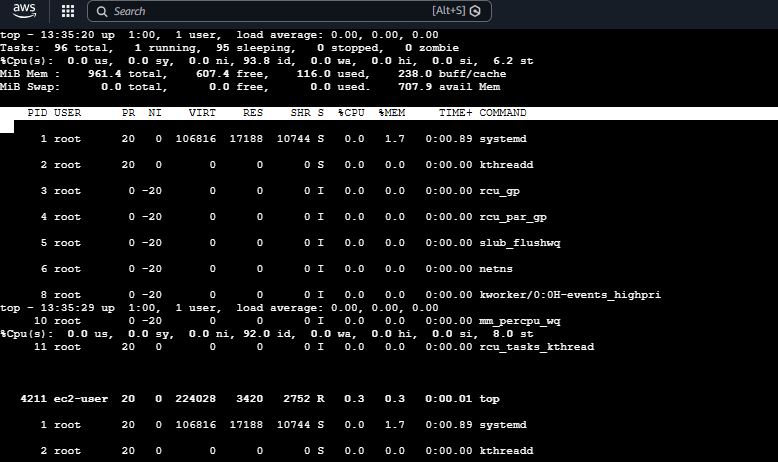 aws Search [Alt+S]
top - 13:35:20 up  1:00,  1 user,  load average: 0.00, 0.00, 0.00
Tasks:  96 total,   1 running,  95 sleeping,   0 stopped,   0 zombie
%Cpu(s):  0.0 us,  0.0 sy,  0.0 ni, 93.8 id,  0.0 wa,  0.0 hi,  0.0 si,  6.2 st
MiB Mem :    961.4 total,    607.4 free,    116.0 used,    238.0 buff/cache
MiB Swap:      0.0 total,      0.0 free,      0.0 used.    707.9 avail Mem
PID USER      PR  NI    VIRT    RES    SHR S  %CPU  %MEM     TIME+ COMMAND
1 root      20   0  106816  17188  10744 S   0.0   1.7   0:00.89 systemd
2 root      20   0       0      0      0 S   0.0   0.0   0:00.00 kthreadd
3 root       0 -20       0      0      0 I   0.0   0.0   0:00.00 rcu_gp
4 root       0 -20       0      0      0 I   0.0   0.0   0:00.00 rcu_par_gp
5 root       0 -20       0      0      0 I   0.0   0.0   0:00.00 slub_flushwq
6 root       0 -20       0      0      0 I   0.0   0.0   0:00.00 netns
8 root       0 -20       0      0      0 I   0.0   0.0   0:00.00 kworker/0:0H-events_highpri
top - 13:35:29 up  1:00,  1 user,  load average: 0.00, 0.00, 0.00
10 root       0 -20       0      0      0 I   0.0   0.0   0:00.00 mm_percpu_wq
%Cpu(s):  0.0 us,  0.0 sy,  0.0 ni, 92.0 id,  0.0 wa,  0.0 hi,  0.0 si,  8.0 st
11 root      20   0       0      0      0 I   0.0   0.0   0:00.00 rcu_tasks_kthread
4211 ec2-user  20   0  224028   3420   2752 R   0.3   0.3   0:00.01 top
1 root      20   0  106816  17188  10744 S   0.0   1.7   0:00.89 systemd
2 root      20   0       0      0      0 S   0.0   0.0   0:00.00 kthreadd